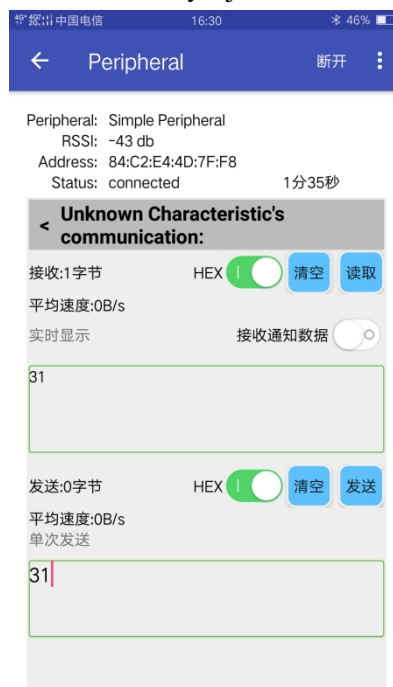 中国电信 16:30 46%
← Peripheral 断开
Peripheral: Simple Peripheral
RSSI: -43 db
Address: 84:C2:E4:4D:7F:F8
Status: connected 1分35秒
< Unknown Characteristic's
communication:
接收:1字节 HEX 清空 读取
平均速度:0B/s
实时显示 接收通知数据
31
发送:0字节 HEX 清空 发送
平均速度:0B/s
单次发送
31